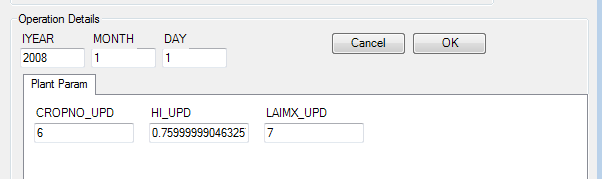 Operation Details
IYEAR MONTH DAY
2008 1 1 Cancel OK
Plant Param
CROPNO_UPD HI_UPD LAIMX_UPD
6 0.75999999046325 7